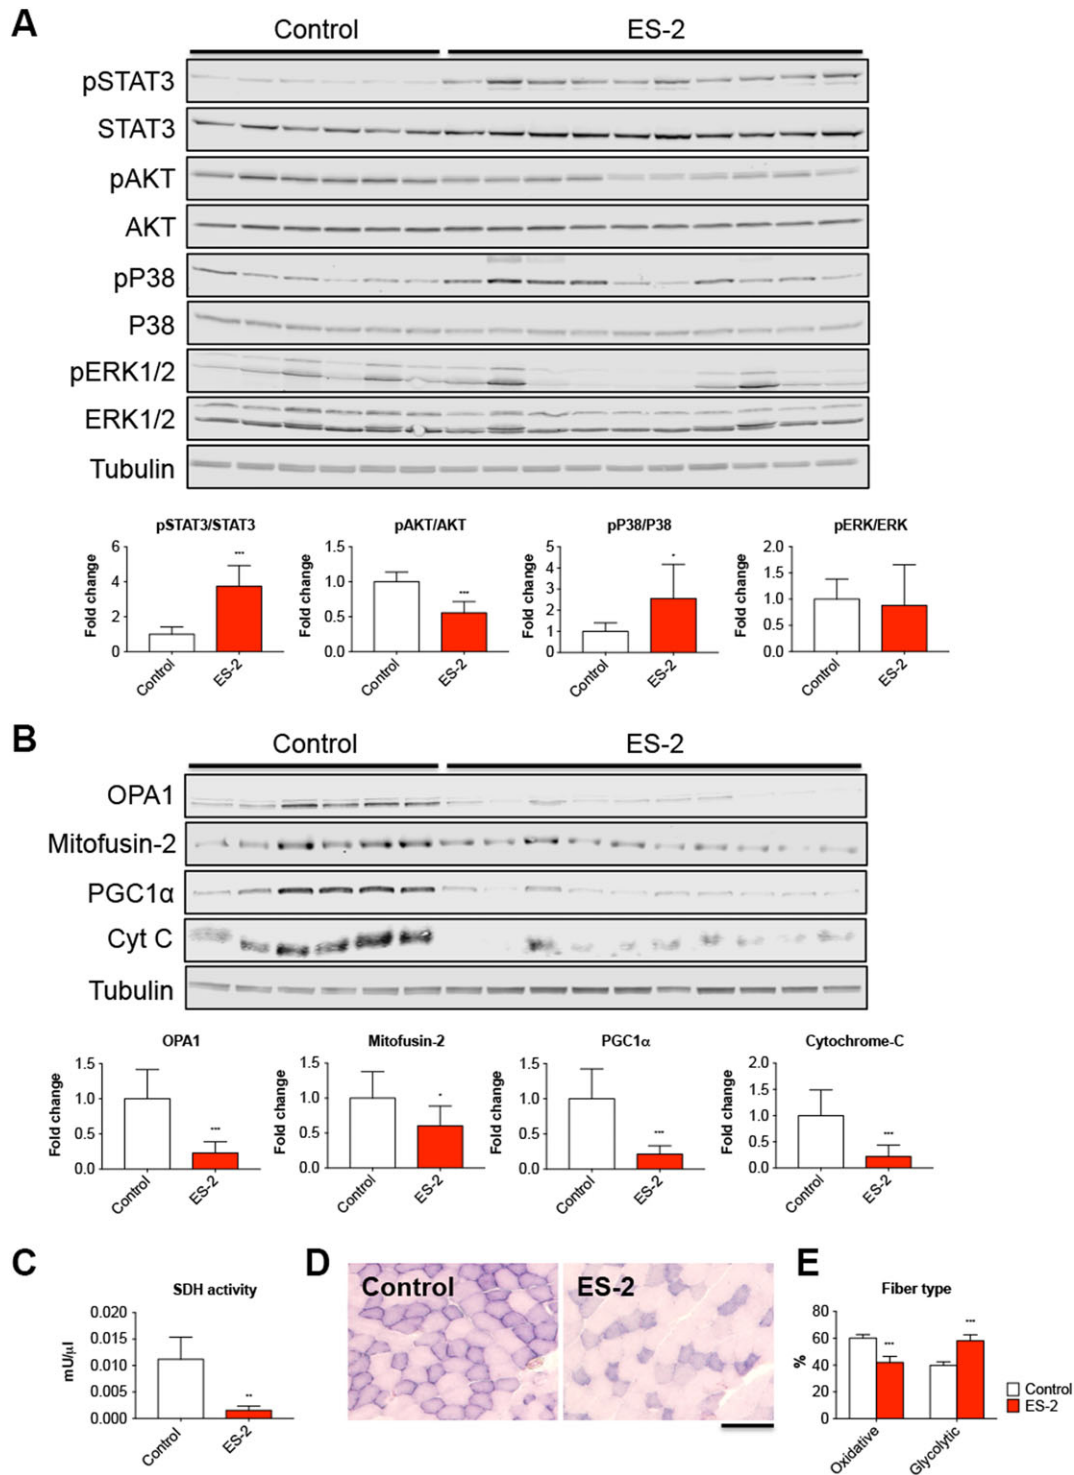 A
Control ES-2
pSTAT3
STAT3
pAKT
AKT
pP38
P38
pERK1/2
ERK1/2
Tubulin
pSTAT3/STAT3 pAKT/AKT pP38/P38 pERK/ERK
Fold change 6 4 2 0 *** Control ES-2
Fold change 1.5 1.0 0.5 0.0 *** Control ES-2
Fold change 5 4 3 2 1 0 * Control ES-2
Fold change 2.0 1.5 1.0 0.5 0.0 Control ES-2
B
Control ES-2
OPA1
Mitofusin-2
PGC1α
Cyt C
Tubulin
OPA1 Mitofusin-2 PGC1α Cytochrome-C
Fold change 1.5 1.0 0.5 0.0 *** Control ES-2
Fold change 1.5 1.0 0.5 0.0 * Control ES-2
Fold change 1.5 1.0 0.5 0.0 *** Control ES-2
Fold change 2.0 1.5 1.0 0.5 0.0 *** Control ES-2
C
SDH activity
mU/µl 0.020 0.015 0.010 0.005 0.000 ** Control ES-2
D
Control ES-2
E
Fiber type
% 80 60 40 20 0 *** *** Oxidative Glycolytic
Control
ES-2